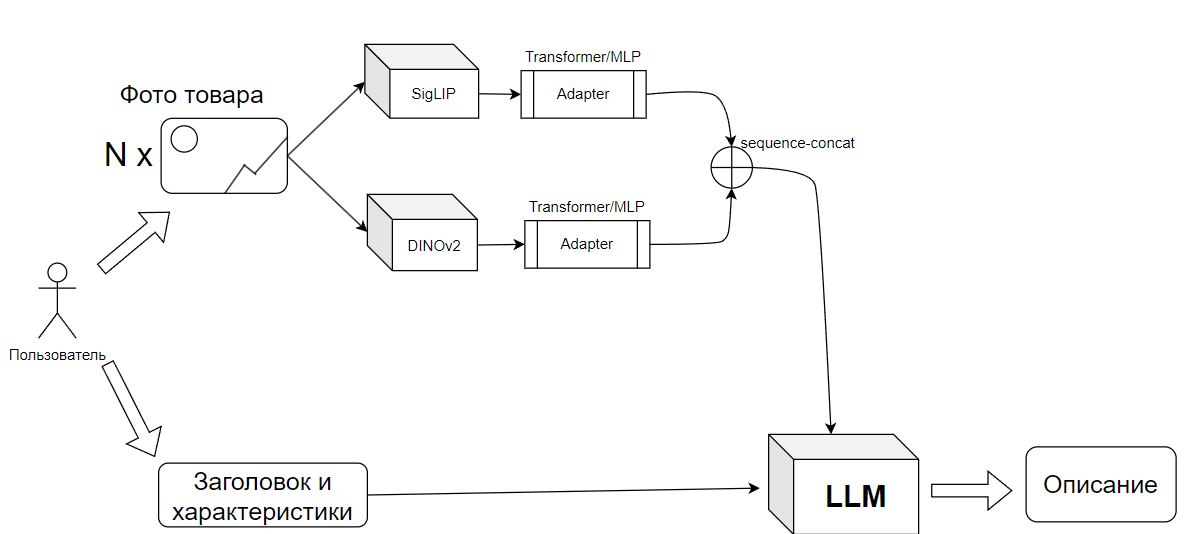 Transformer/MLP
SigLIP
Adapter
Фото товара
N x
sequence-concat
Transformer/MLP
DINOv2
Adapter
Пользователь
Заголовок и
характеристики
LLM
Описание